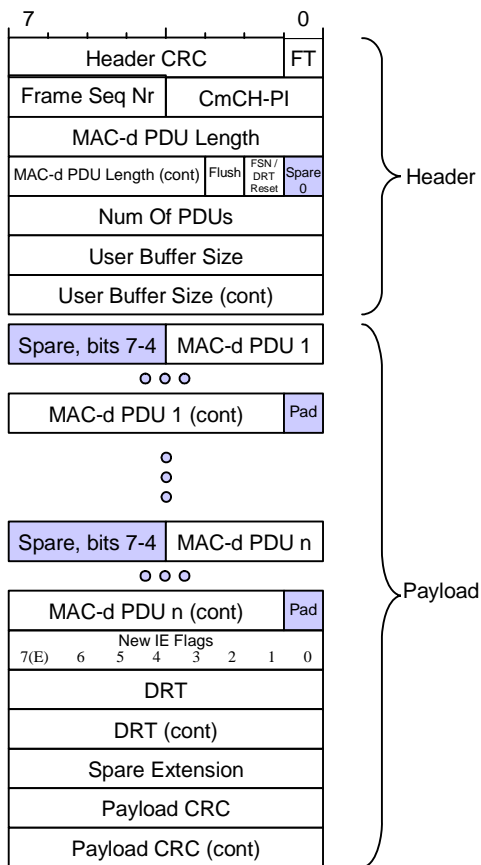 7 0
Header CRC FT
Frame Seq Nr CmCH-PI
MAC-d PDU Length
MAC-d PDU Length (cont) Flush FSN / DRT Reset Spare 0
Num Of PDUs
User Buffer Size
User Buffer Size (cont)
Header
Spare, bits 7-4 MAC-d PDU 1
MAC-d PDU 1 (cont) Pad
Spare, bits 7-4 MAC-d PDU n
MAC-d PDU n (cont) Pad
Payload
New IE Flags
7(E) 6 5 4 3 2 1 0
DRT
DRT (cont)
Spare Extension
Payload CRC
Payload CRC (cont)